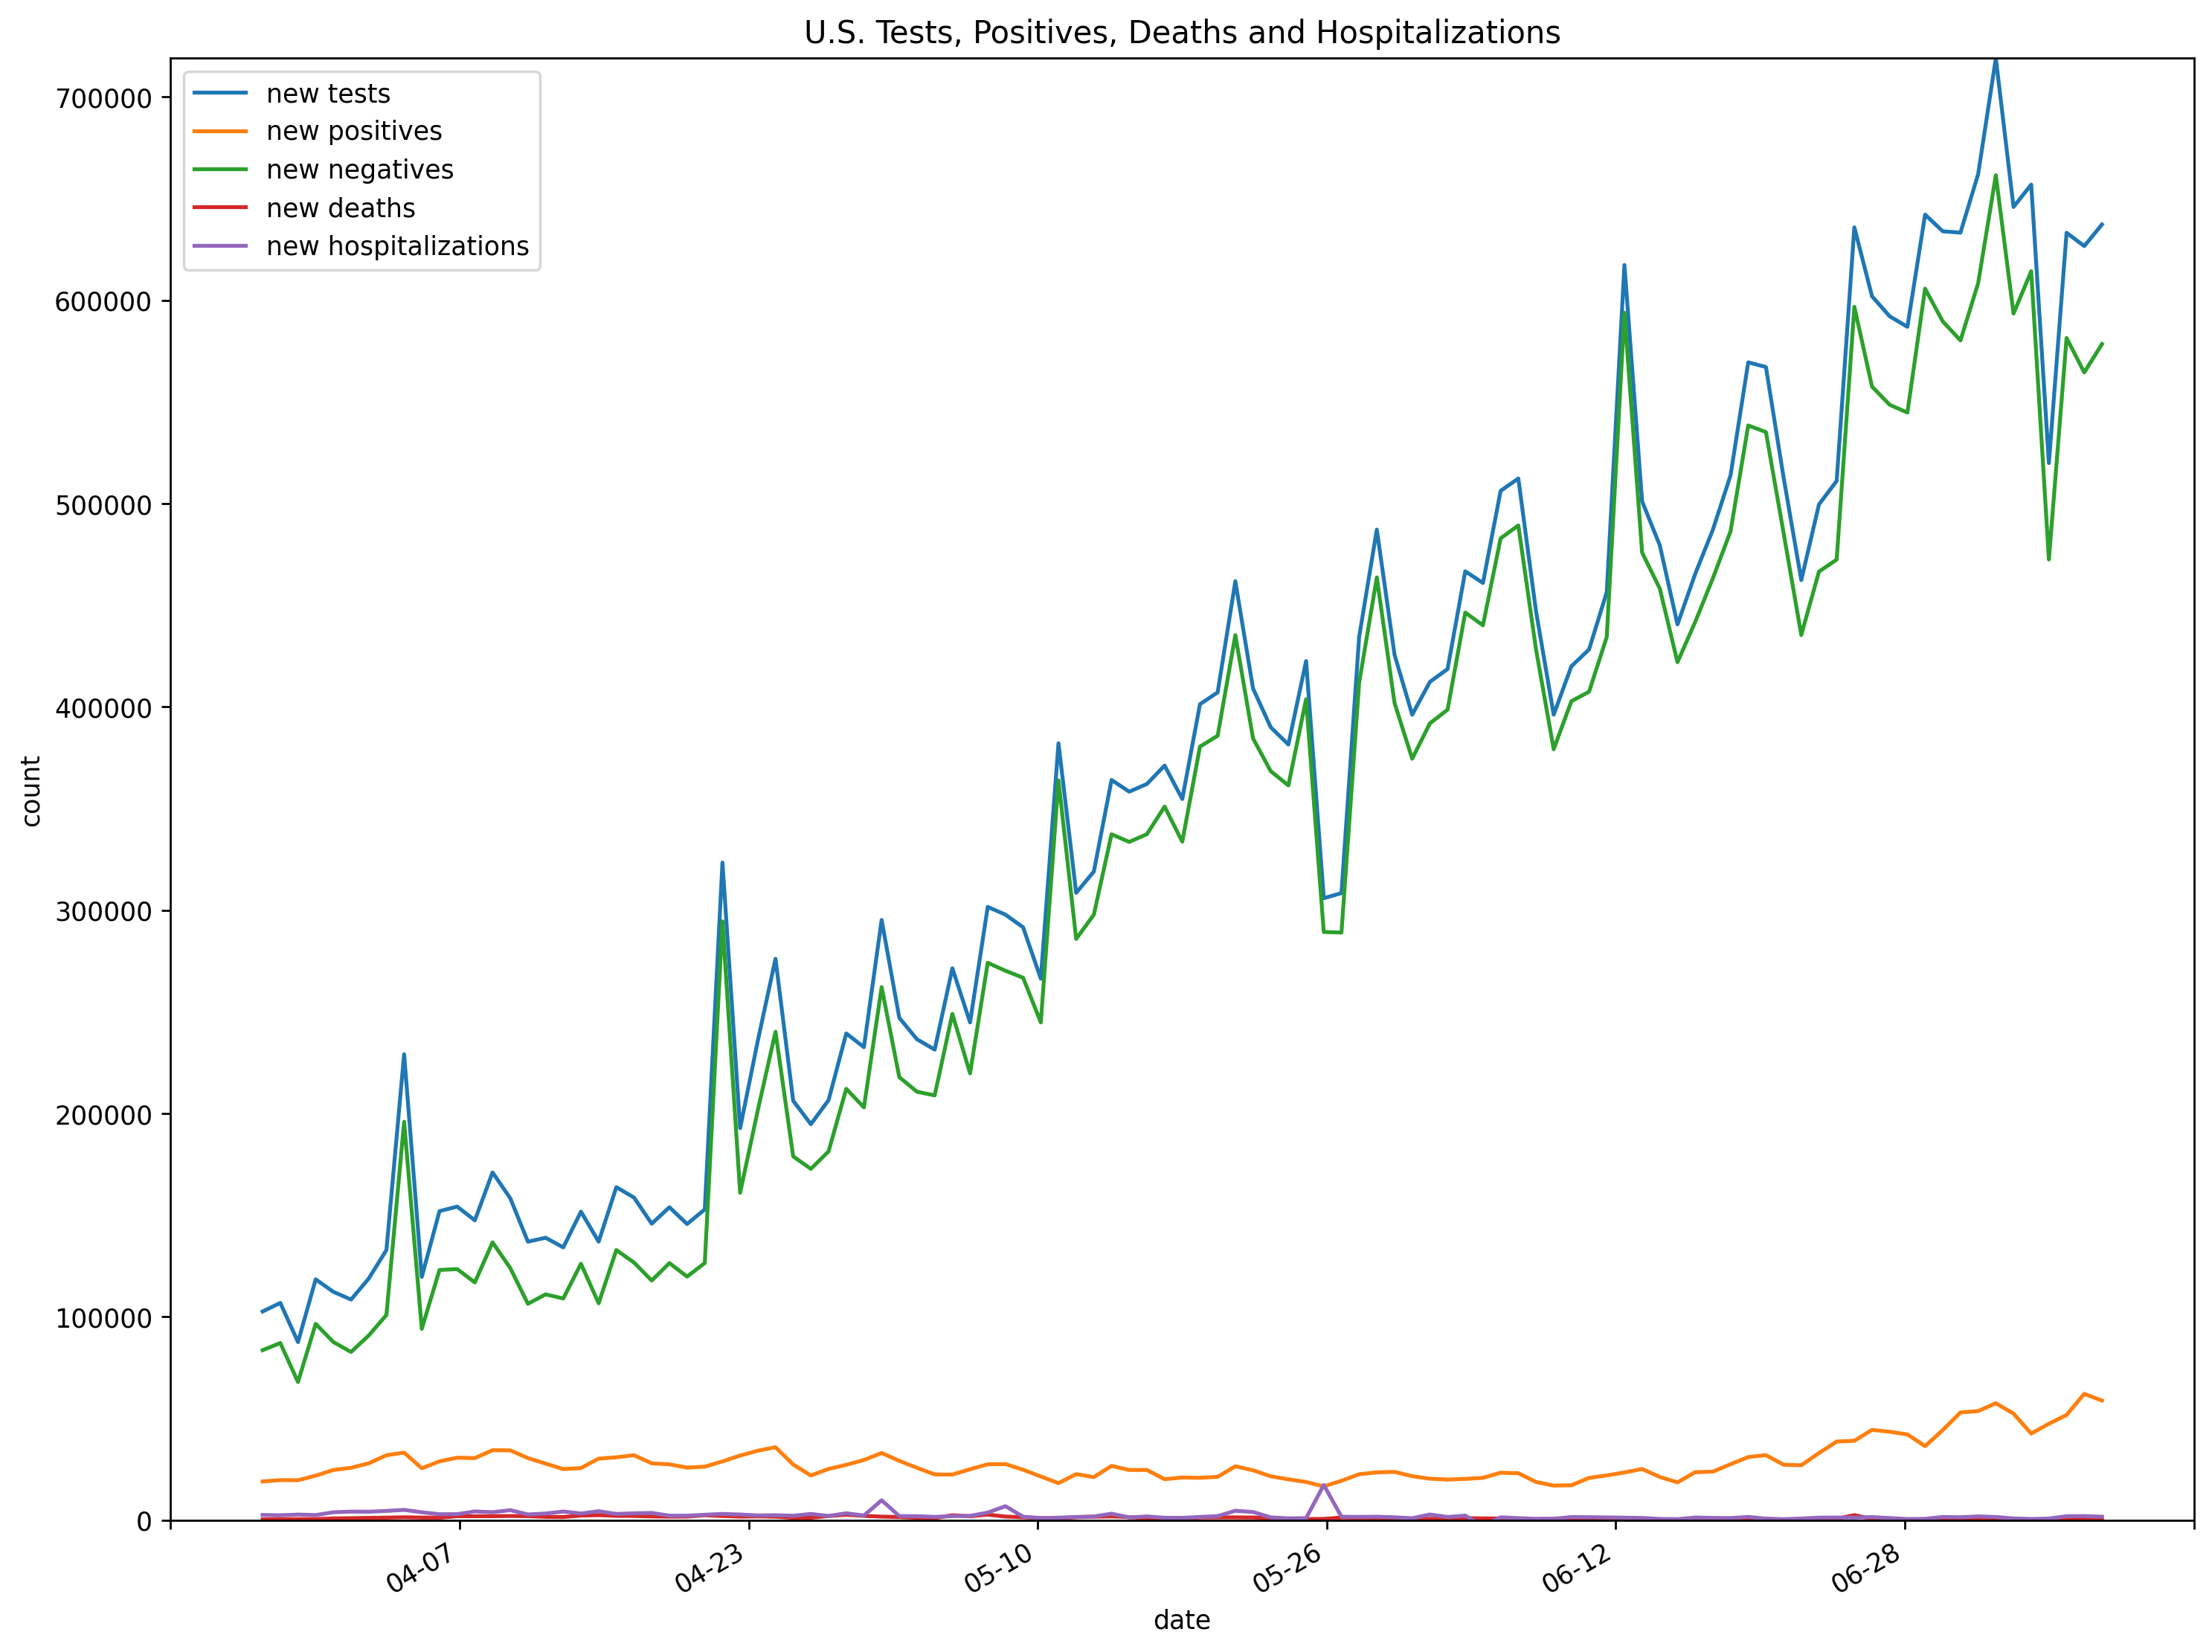 U.S. Tests, Positives, Deaths and Hospitalizations
new tests
new positives
new negatives
new deaths
new hospitalizations
700000
600000
500000
400000
300000
200000
100000
0
count
04-07
04-23
05-10
05-26
06-12
06-28
date